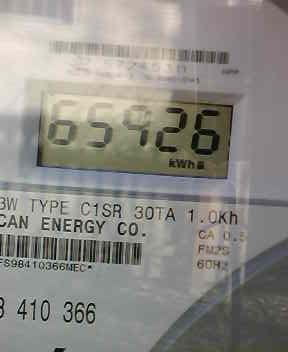 65926
kWh
3W TYPE C1SR 30TA 1.0Kh
CAN ENERGY CO.
CA 0.5
FM2S
60Hz
FS98410366MEC*
8 410 366